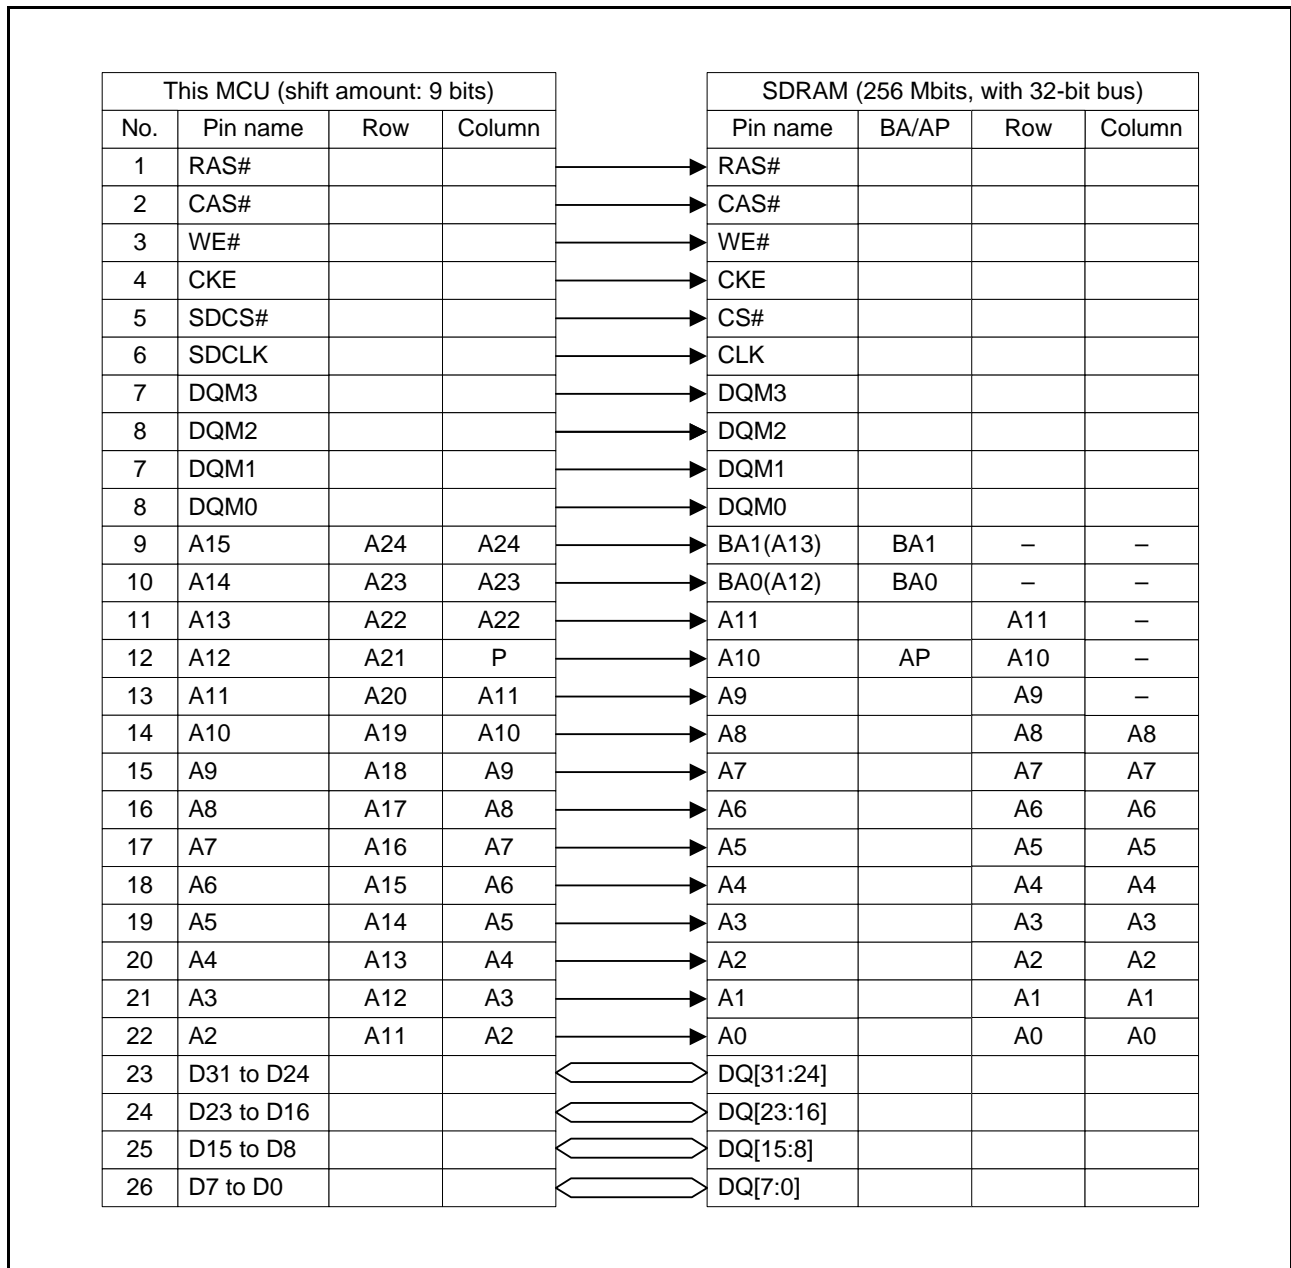 This MCU (shift amount: 9 bits) SDRAM (256 Mbits, with 32-bit bus)
No. Pin name Row Column Pin name BA/AP Row Column
1 RAS# RAS#
2 CAS# CAS#
3 WE# WE#
4 CKE CKE
5 SDCS# CS#
6 SDCLK CLK
7 DQM3 DQM3
8 DQM2 DQM2
7 DQM1 DQM1
8 DQM0 DQM0
9 A15 A24 A24 BA1(A13) BA1 – –
10 A14 A23 A23 BA0(A12) BA0 – –
11 A13 A22 A22 A11 A11 –
12 A12 A21 P A10 AP A10 –
13 A11 A20 A11 A9 A9 –
14 A10 A19 A10 A8 A8 A8
15 A9 A18 A9 A7 A7 A7
16 A8 A17 A8 A6 A6 A6
17 A7 A16 A7 A5 A5 A5
18 A6 A15 A6 A4 A4 A4
19 A5 A14 A5 A3 A3 A3
20 A4 A13 A4 A2 A2 A2
21 A3 A12 A3 A1 A1 A1
22 A2 A11 A2 A0 A0 A0
23 D31 to D24 DQ[31:24]
24 D23 to D16 DQ[23:16]
25 D15 to D8 DQ[15:8]
26 D7 to D0 DQ[7:0]